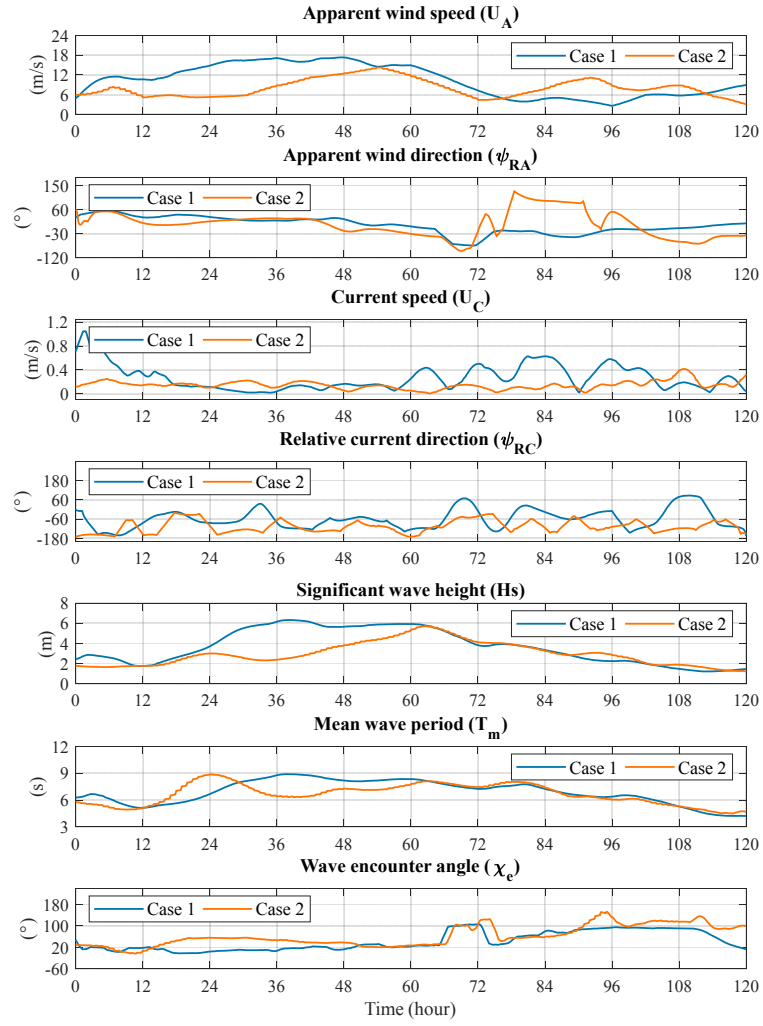 Apparent wind speed (U_A)
24
18
12
6
0
(m/s)
Case 1 Case 2
0 12 24 36 48 60 72 84 96 108 120
Apparent wind direction (ψ_RA)
150
60
-30
-120
(°)
Case 1 Case 2
0 12 24 36 48 60 72 84 96 108 120
Current speed (U_C)
1.2
0.8
0.4
0
(m/s)
Case 1 Case 2
0 12 24 36 48 60 72 84 96 108 120
Relative current direction (ψ_RC)
180
60
-60
-180
(°)
Case 1 Case 2
0 12 24 36 48 60 72 84 96 108 120
Significant wave height (Hs)
8
6
4
2
0
(m)
Case 1 Case 2
0 12 24 36 48 60 72 84 96 108 120
Mean wave period (T_m)
12
9
6
3
(s)
Case 1 Case 2
0 12 24 36 48 60 72 84 96 108 120
Wave encounter angle (χ_e)
180
100
20
-60
(°)
Case 1 Case 2
0 12 24 36 48 60 72 84 96 108 120
Time (hour)